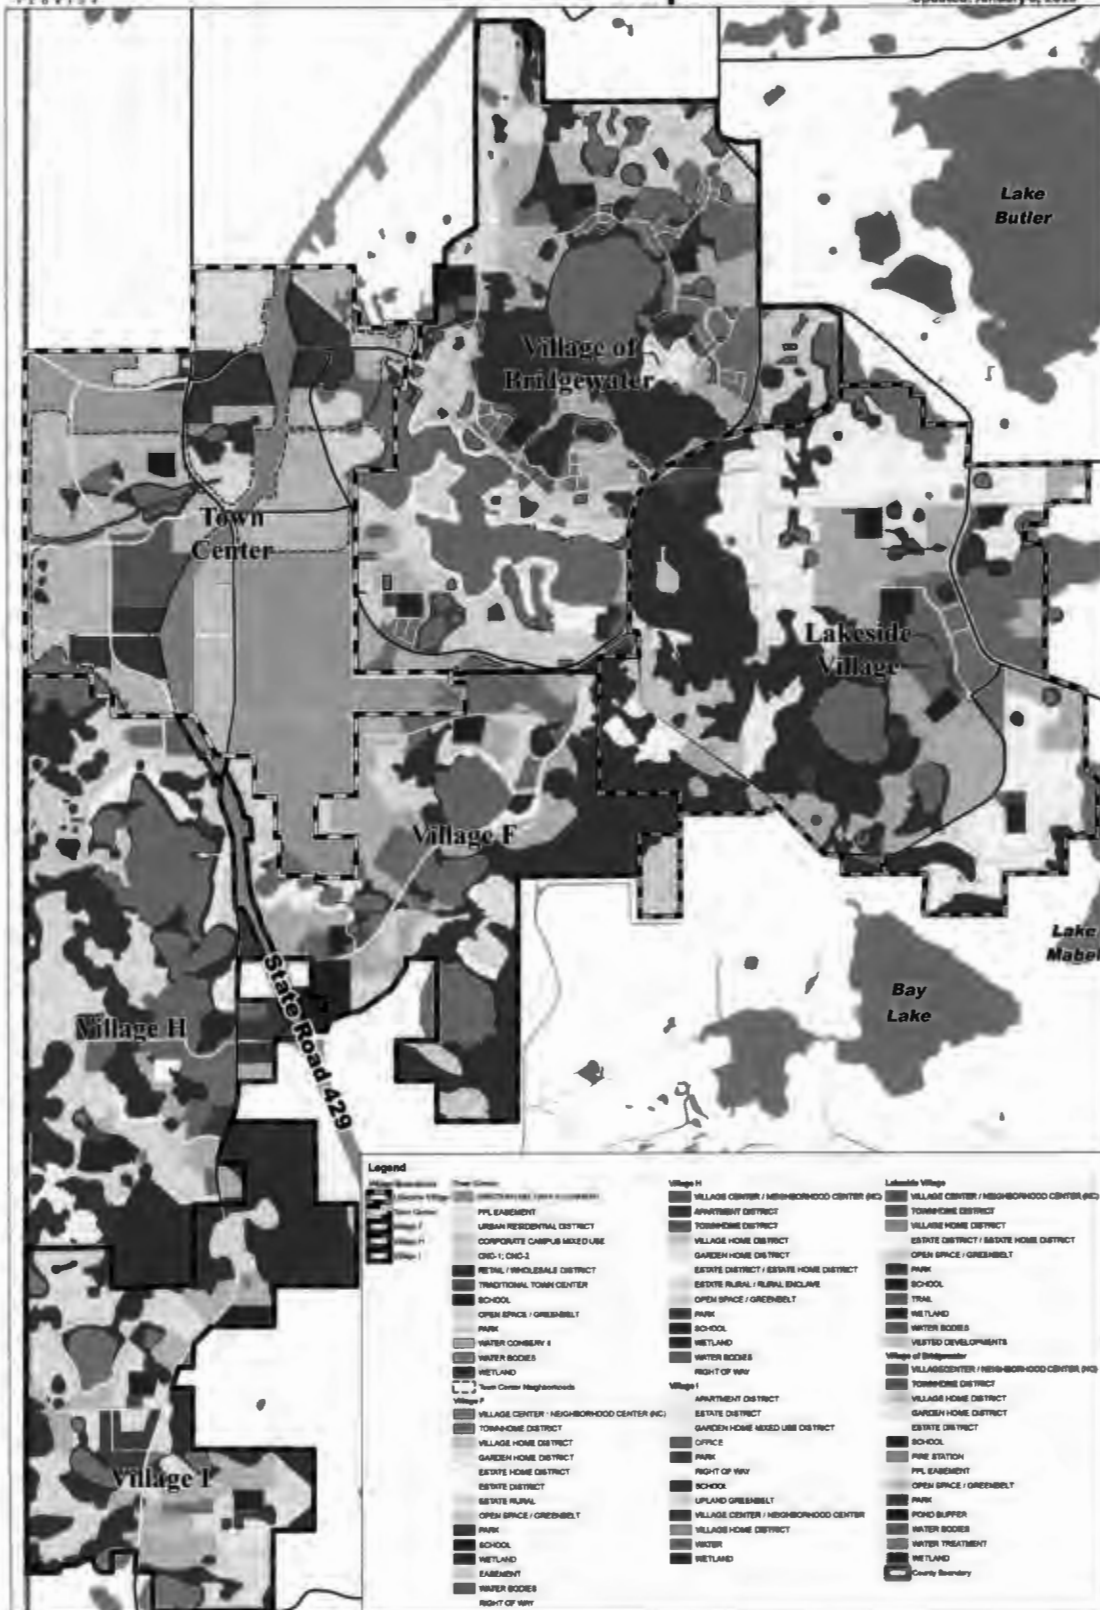 Lake
Butler
Village of
Bridgewater
Town
Center
Lakeside
Village
Village F
Lake
Mabel
Bay
Lake
State Road 429
Village H
Village I
Legend
Town Center
PPL EASEMENT
URBAN RESIDENTIAL DISTRICT
CORPORATE CAMPUS MIXED USE
CNC-1; CNC-2
RETAIL / WHOLESALE DISTRICT
TRADITIONAL TOWN CENTER
SCHOOL
OPEN SPACE / GREENBELT
PARK
WATER CONSERV II
WATER BODIES
WETLAND
Town Center Neighborhoods
Village F
VILLAGE CENTER / NEIGHBORHOOD CENTER (NC)
TOWNHOME DISTRICT
VILLAGE HOME DISTRICT
GARDEN HOME DISTRICT
ESTATE HOME DISTRICT
ESTATE DISTRICT
ESTATE RURAL
OPEN SPACE / GREENBELT
PARK
SCHOOL
WETLAND
EASEMENT
WATER BODIES
RIGHT OF WAY
Village H
VILLAGE CENTER / NEIGHBORHOOD CENTER (NC)
APARTMENT DISTRICT
TOWNHOME DISTRICT
VILLAGE HOME DISTRICT
GARDEN HOME DISTRICT
ESTATE DISTRICT / ESTATE HOME DISTRICT
ESTATE RURAL / RURAL ENCLAVE
OPEN SPACE / GREENBELT
PARK
SCHOOL
WETLAND
WATER BODIES
RIGHT OF WAY
Village I
APARTMENT DISTRICT
ESTATE DISTRICT
GARDEN HOME MIXED USE DISTRICT
OFFICE
PARK
RIGHT OF WAY
SCHOOL
UPLAND GREENBELT
VILLAGE CENTER / NEIGHBORHOOD CENTER
VILLAGE HOME DISTRICT
WATER
WETLAND
Lakeside Village
VILLAGE CENTER / NEIGHBORHOOD CENTER (NC)
TOWNHOME DISTRICT
VILLAGE HOME DISTRICT
ESTATE DISTRICT / ESTATE HOME DISTRICT
OPEN SPACE / GREENBELT
PARK
SCHOOL
TRAIL
WETLAND
WATER BODIES
VESTED DEVELOPMENTS
Village of Bridgewater
VILLAGECENTER / NEIGHBORHOOD CENTER (NC)
TOWNHOME DISTRICT
VILLAGE HOME DISTRICT
GARDEN HOME DISTRICT
ESTATE DISTRICT
SCHOOL
FIRE STATION
PPL EASEMENT
OPEN SPACE / GREENBELT
PARK
POND BUFFER
WATER BODIES
WATER TREATMENT
WETLAND
County Boundary